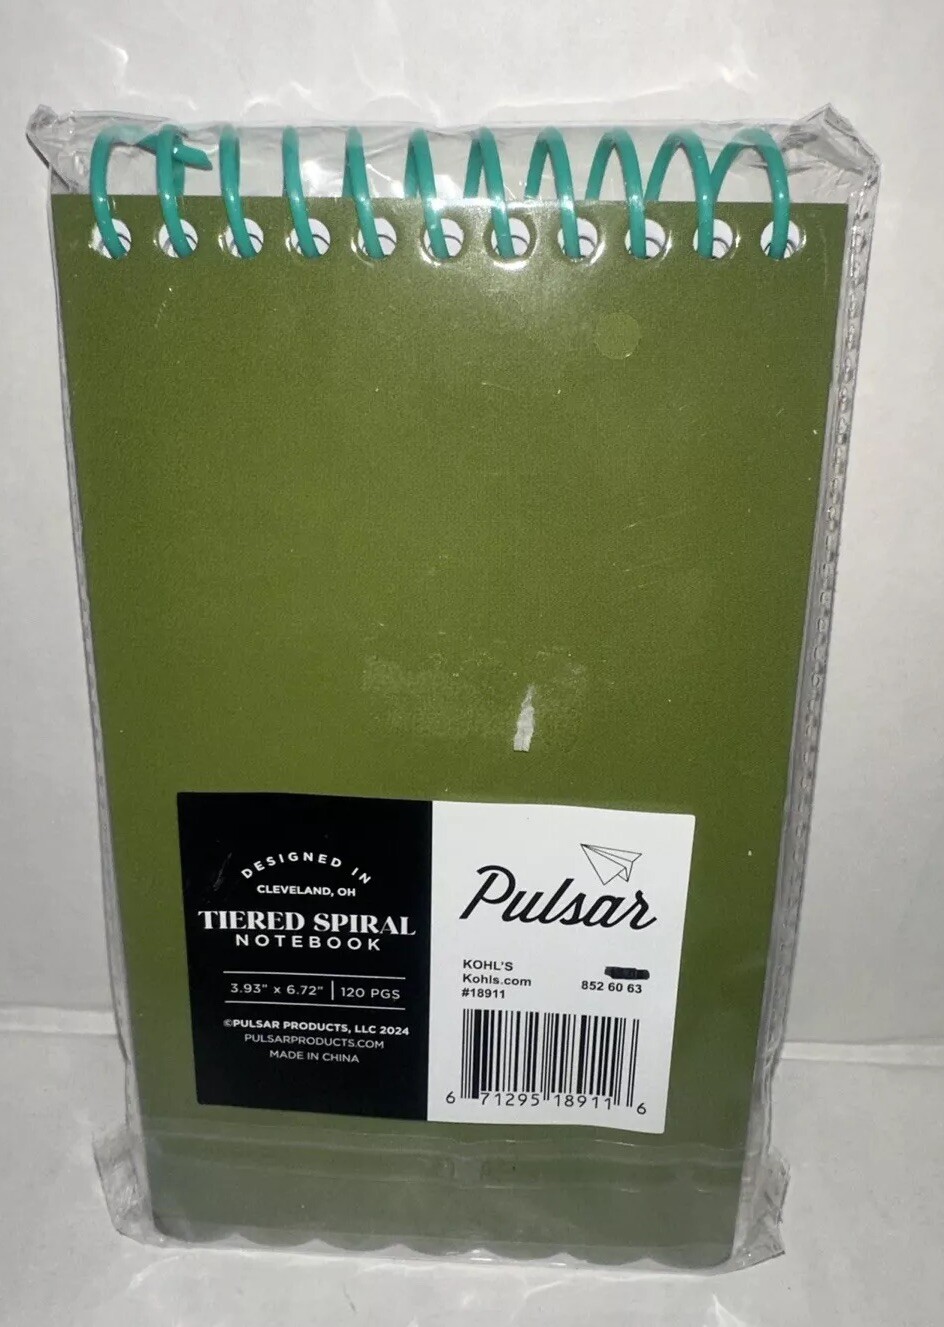 DESIGNED IN
CLEVELAND, OH
TIERED SPIRAL
NOTEBOOK
3.93" x 6.72" | 120 PGS
©PULSAR PRODUCTS, LLC 2024
PULSARPRODUCTS.COM
MADE IN CHINA
Pulsar
KOHL'S
Kohls.com
#18911
852 60 63
6 71295 18911 6